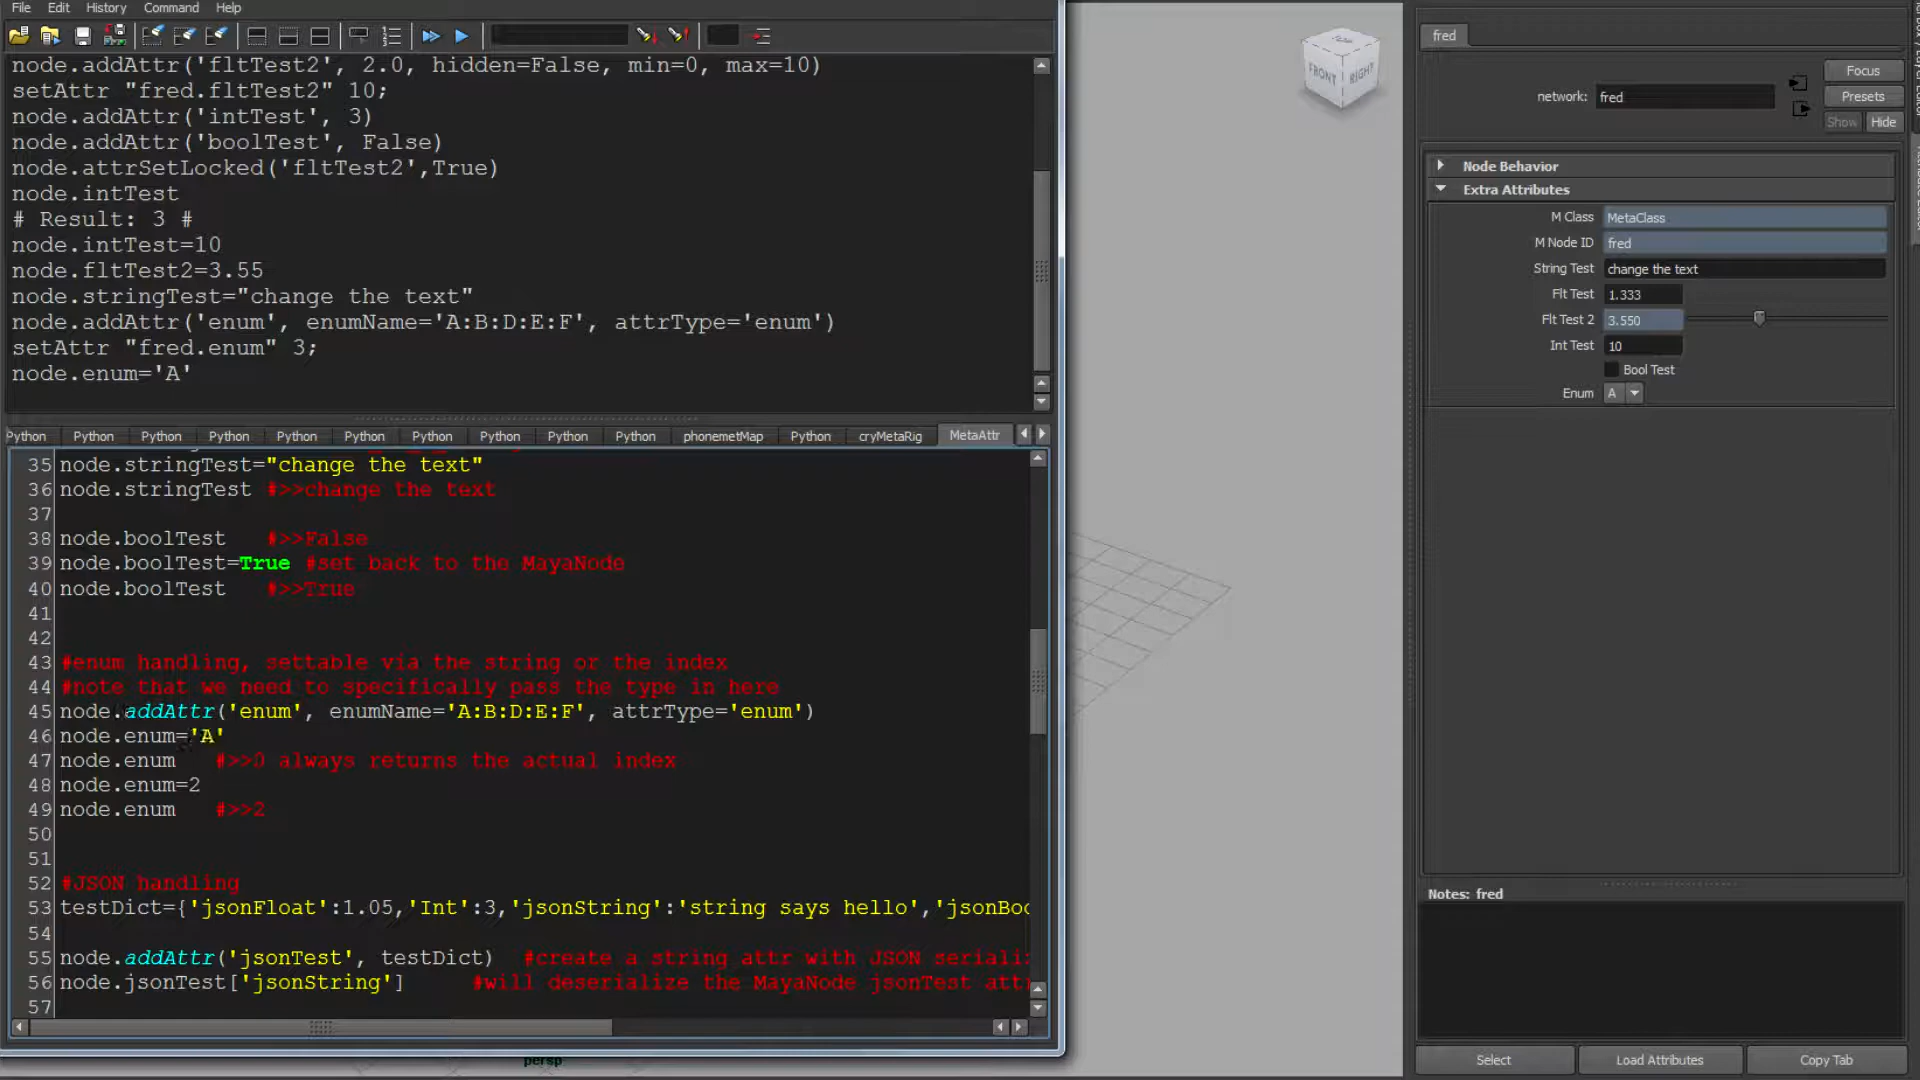 File Edit History Command Help
node.addAttr('fltTest2', 2.0, hidden=False, min=0, max=10)
setAttr "fred.fltTest2" 10;
node.addAttr('intTest', 3)
node.addAttr('boolTest', False)
node.attrSetLocked('fltTest2',True)
node.intTest
# Result: 3 #
node.intTest=10
node.fltTest2=3.55
node.stringTest="change the text"
node.addAttr('enum', enumName='A:B:D:E:F', attrType='enum')
setAttr "fred.enum" 3;
node.enum='A'
Python Python Python Python Python Python Python Python Python Python phonemetMap Python cryMetaRig MetaAttr
35 node.stringTest="change the text"
36 node.stringTest #>>change the text
37
38 node.boolTest #>>False
39 node.boolTest=True #set back to the MayaNode
40 node.boolTest #>>True
41
42
43 #enum handling, settable via the string or the index
44 #note that we need to specifically pass the type in here
45 node.addAttr('enum', enumName='A:B:D:E:F', attrType='enum')
46 node.enum='A'
47 node.enum #>>0 always returns the actual index
48 node.enum=2
49 node.enum #>>2
50
51
52 #JSON handling
53 testDict={'jsonFloat':1.05,'Int':3,'jsonString':'string says hello','jsonBoo
54
55 node.addAttr('jsonTest', testDict) #create a string attr with JSON seriali
56 node.jsonTest['jsonString'] #will deserialize the MayaNode jsonTest att
57
persp
FRONT RIGHT
fred
network: fred
Focus
Presets
Show Hide
Node Behavior
Extra Attributes
M Class MetaClass
M Node ID fred
String Test change the text
Flt Test 1.333
Flt Test 2 3.550
Int Test 10
Bool Test
Enum A
Notes: fred
Select Load Attributes Copy Tab